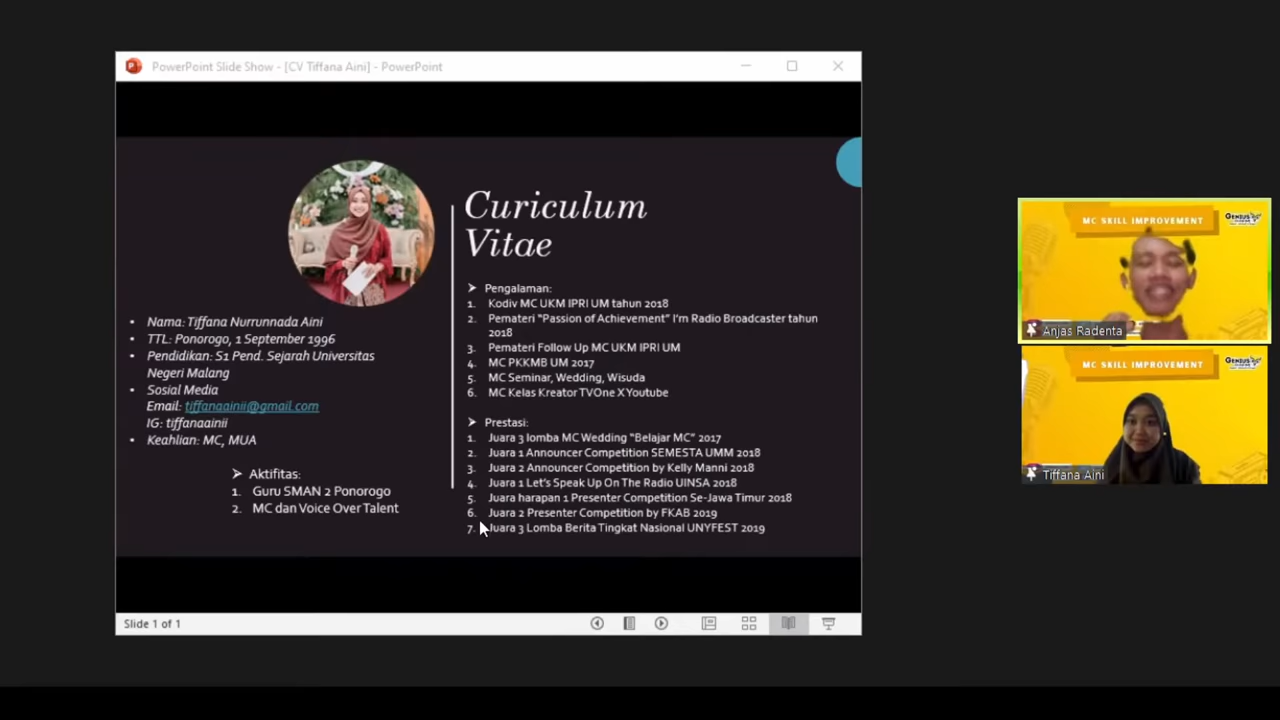 PowerPoint Slide Show - [CV Tiffana Aini] - PowerPoint
Curiculum
Vitae
• Nama: Tiffana Nurrunnada Aini
• TTL: Ponorogo, 1 September 1996
• Pendidikan: S1 Pend. Sejarah Universitas
Negeri Malang
• Sosial Media
Email: tiffanaainii@gmail.com
IG: tiffanaainii
• Keahlian: MC, MUA
➤ Aktifitas:
1. Guru SMAN 2 Ponorogo
2. MC dan Voice Over Talent
➤ Pengalaman:
1. Kodiv MC UKM IPRI UM tahun 2018
2. Pemateri “Passion of Achievement” I’m Radio Broadcaster tahun
2018
3. Pemateri Follow Up MC UKM IPRI UM
4. MC PKKMB UM 2017
5. MC Seminar, Wedding, Wisuda
6. MC Kelas Kreator TVOne X Youtube
➤ Prestasi:
1. Juara 3 lomba MC Wedding “Belajar MC” 2017
2. Juara 1 Announcer Competition SEMESTA UMM 2018
3. Juara 2 Announcer Competition by Kelly Manni 2018
4. Juara 1 Let’s Speak Up On The Radio UINSA 2018
5. Juara harapan 1 Presenter Competition Se-Jawa Timur 2018
6. Juara 2 Presenter Competition by FKAB 2019
7. Juara 3 Lomba Berita Tingkat Nasional UNYFEST 2019
Slide 1 of 1
MC SKILL IMPROVEMENT
GENIUS
Anjas Radenta
MC SKILL IMPROVEMENT
GENIUS
Tiffana Aini